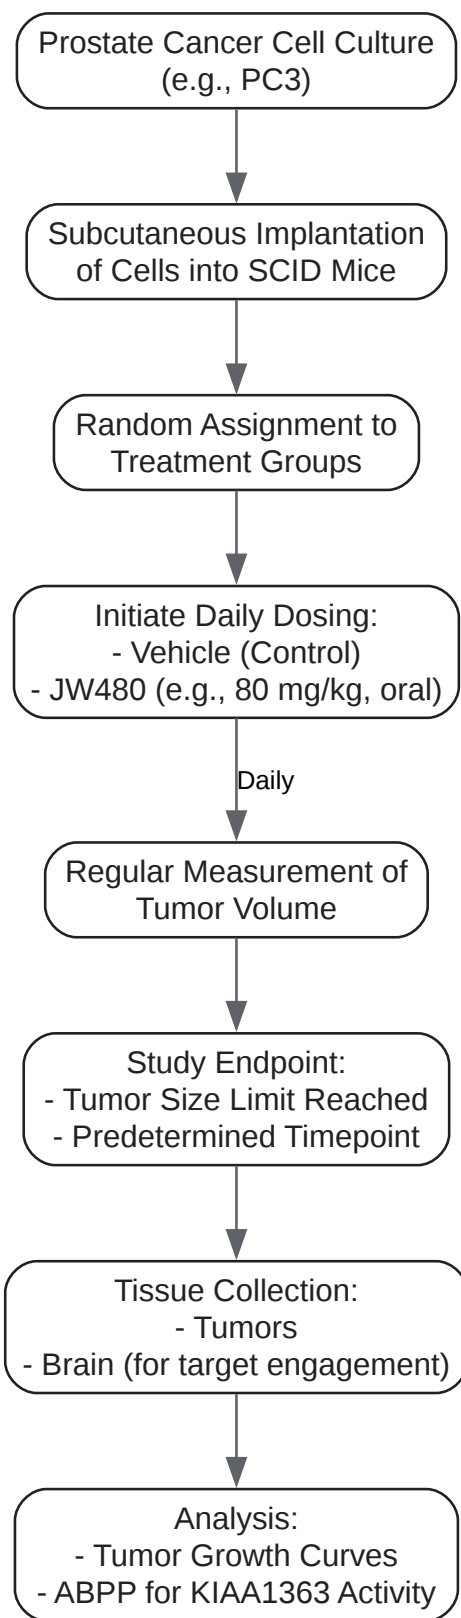 Prostate Cancer Cell Culture
(e.g., PC3)
Subcutaneous Implantation
of Cells into SCID Mice
Random Assignment to
Treatment Groups
Initiate Daily Dosing:
- Vehicle (Control)
- JW480 (e.g., 80 mg/kg, oral)
Daily
Regular Measurement of
Tumor Volume
Study Endpoint:
- Tumor Size Limit Reached
- Predetermined Timepoint
Tissue Collection:
- Tumors
- Brain (for target engagement)
Analysis:
- Tumor Growth Curves
- ABPP for KIAA1363 Activity